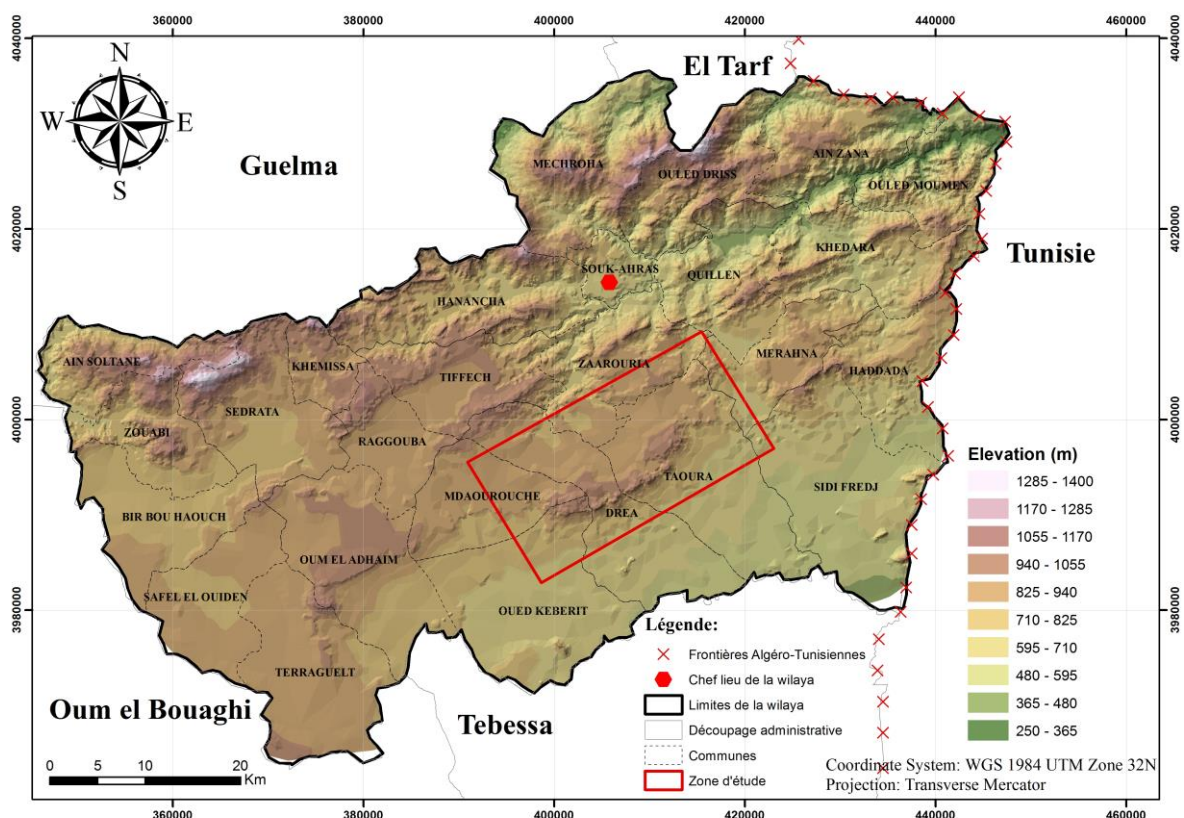 360000 380000 400000 420000 440000 460000
4040000 4040000
4020000 4020000
4000000 4000000
3980000 3980000
N
W E
S
El Tarf
Guelma
Tunisie
Oum el Bouaghi
Tebessa
MECHROHA
OULED DRISS
AIN ZANA
OULED MOUMEN
KHEDARA
SOUK-AHRAS
QUILLEN
HANANCHA
ZAAROURIA
MERAHNA
HADDADA
AIN SOLTANE
KHEMISSA
TIFFECH
SEDRATA
ZOUABI
RAGGOUBA
MDAOUROUCHE
TAOURA
SIDI FREDJ
DREA
BIR BOU HAOUCH
OUM EL ADHAIM
SAFEL EL OUIDEN
OUED KEBERIT
TERRAGUELT
Légende:
Frontières Algéro-Tunisiennes
Chef lieu de la wilaya
Limites de la wilaya
Découpage administrative
Communes
Zone d'étude
Elevation (m)
1285 - 1400
1170 - 1285
1055 - 1170
940 - 1055
825 - 940
710 - 825
595 - 710
480 - 595
365 - 480
250 - 365
Coordinate System: WGS 1984 UTM Zone 32N
Projection: Transverse Mercator
0 5 10 20
Km
360000 380000 400000 420000 440000 460000